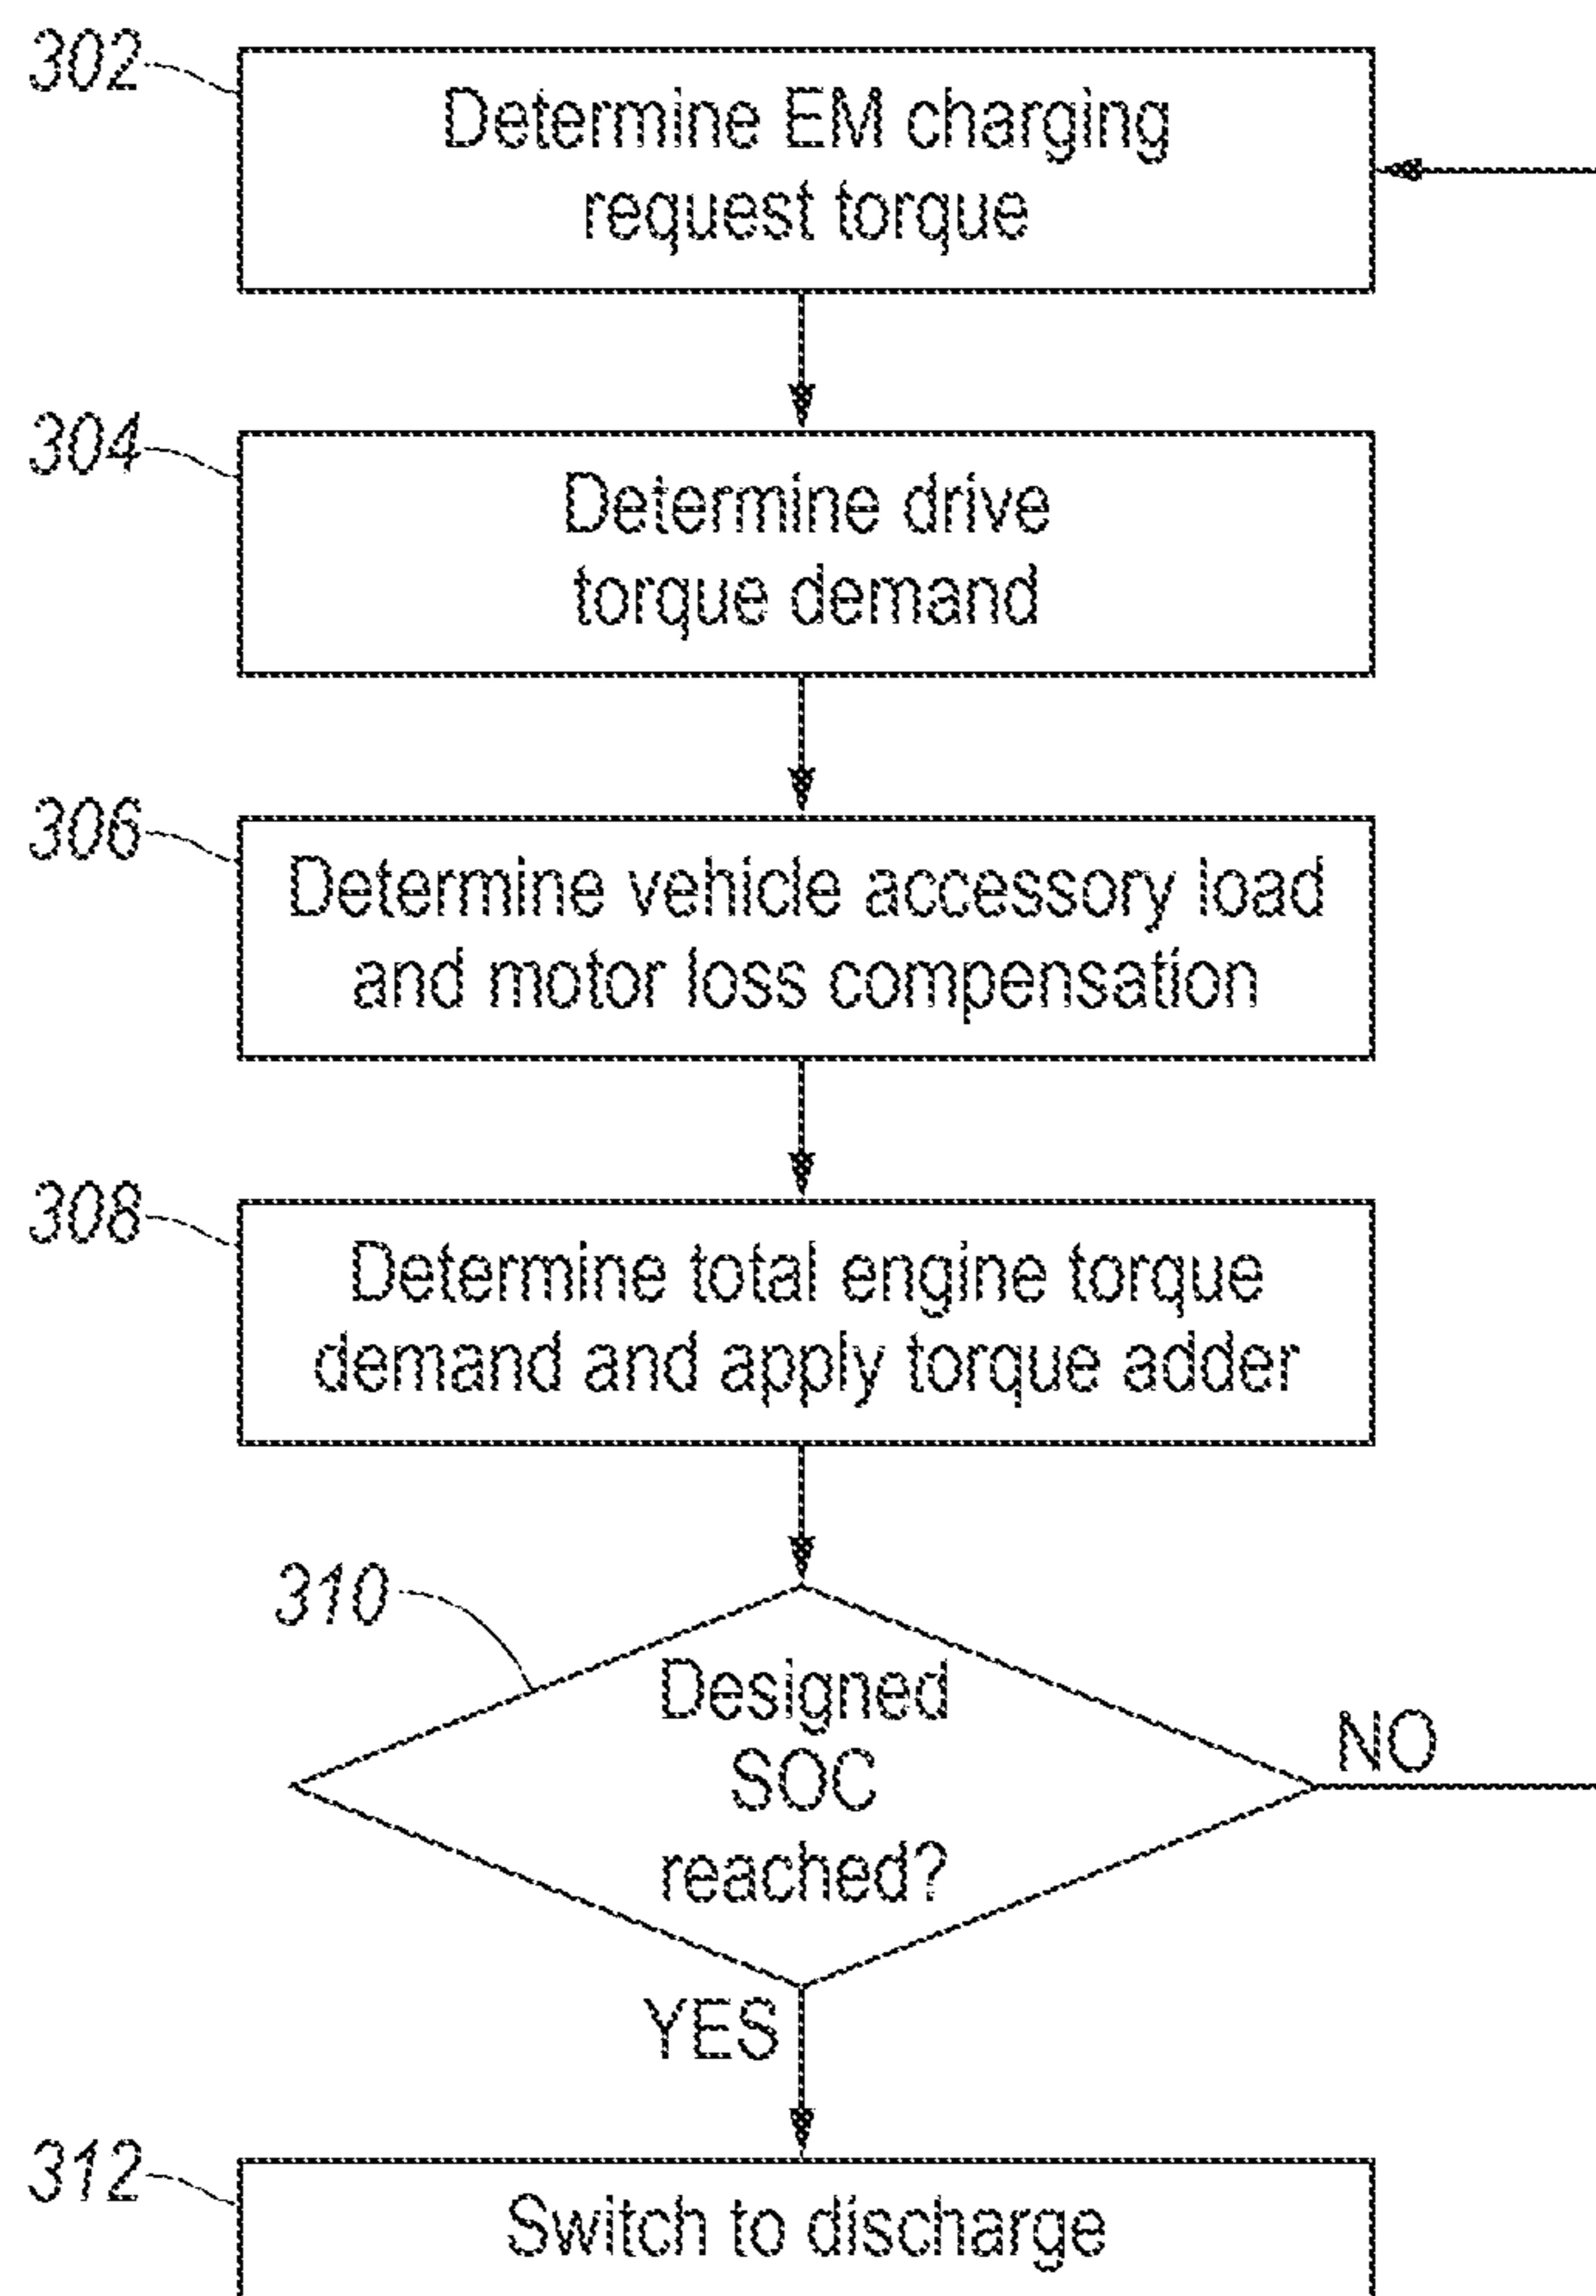 302
Determine EM charging
request torque
304
Determine drive
torque demand
306
Determine vehicle accessory load
and motor loss compensation
308
Determine total engine torque
demand and apply torque adder
310
Designed
SOC
reached?
NO
YES
312
Switch to discharge